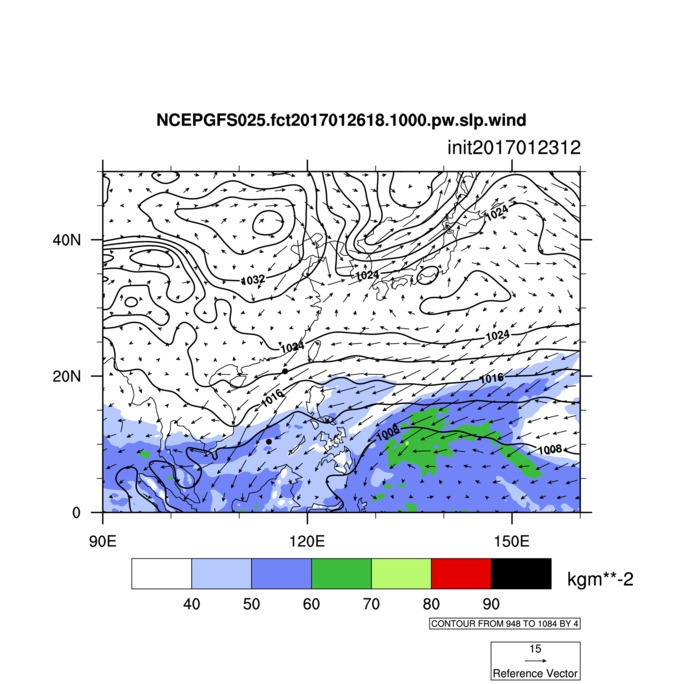 NCEPGFS025.fct2017012618.1000.pw.slp.wind
init2017012312
1024
40N
1032
1024
1024
1024
20N
1016
1016
1008
1008
0
90E 120E 150E
40 50 60 70 80 90
kgm**-2
CONTOUR FROM 948 TO 1084 BY 4
15
Reference Vector